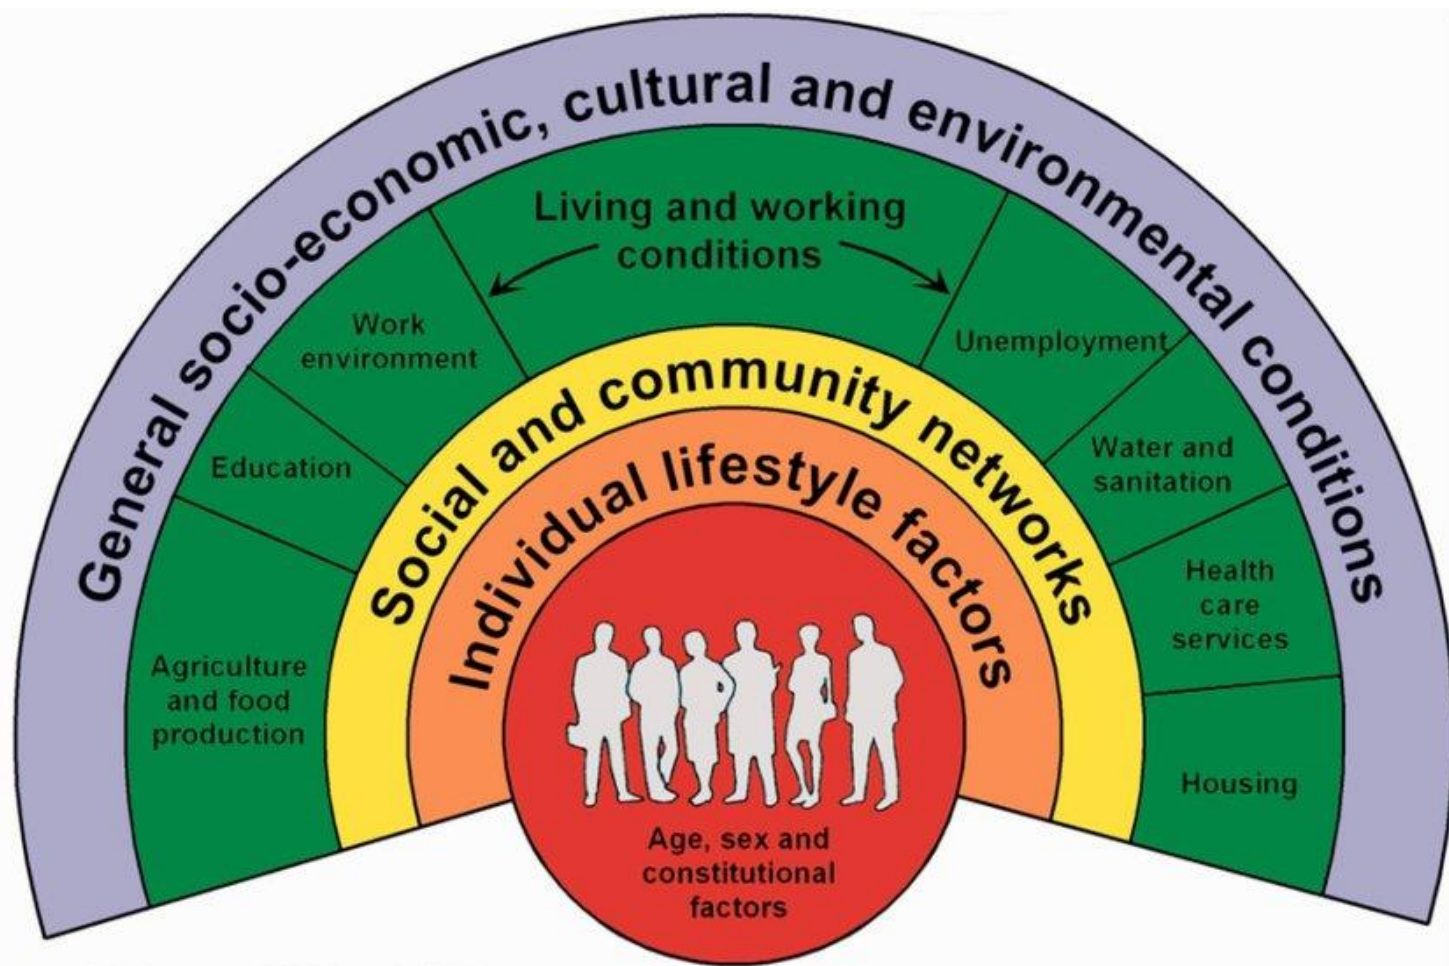 General socio-economic, cultural and environmental conditions
Living and working
conditions
Work
environment
Unemployment
Education
Water and
sanitation
Agriculture
and food
production
Health
care
services
Housing
Social and community networks
Individual lifestyle factors
Age, sex and
constitutional
factors